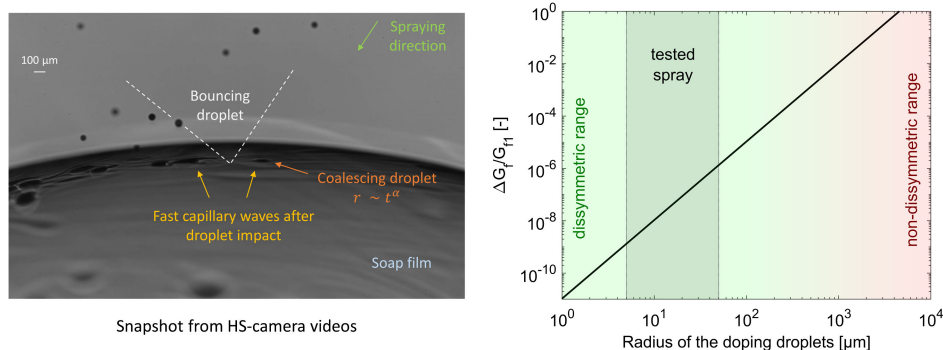 Spraying
direction
100 µm
Bouncing
droplet
Coalescing droplet
r ~ t^α
Fast capillary waves after
droplet impact
Soap film
Snapshot from HS-camera videos
10^0
10^-2
10^-4
10^-6
10^-8
10^-10
ΔG_f/G_f1 [-]
dissymmetric range
tested
spray
non-dissymmetric range
10^0 10^1 10^2 10^3 10^4
Radius of the doping droplets [µm]